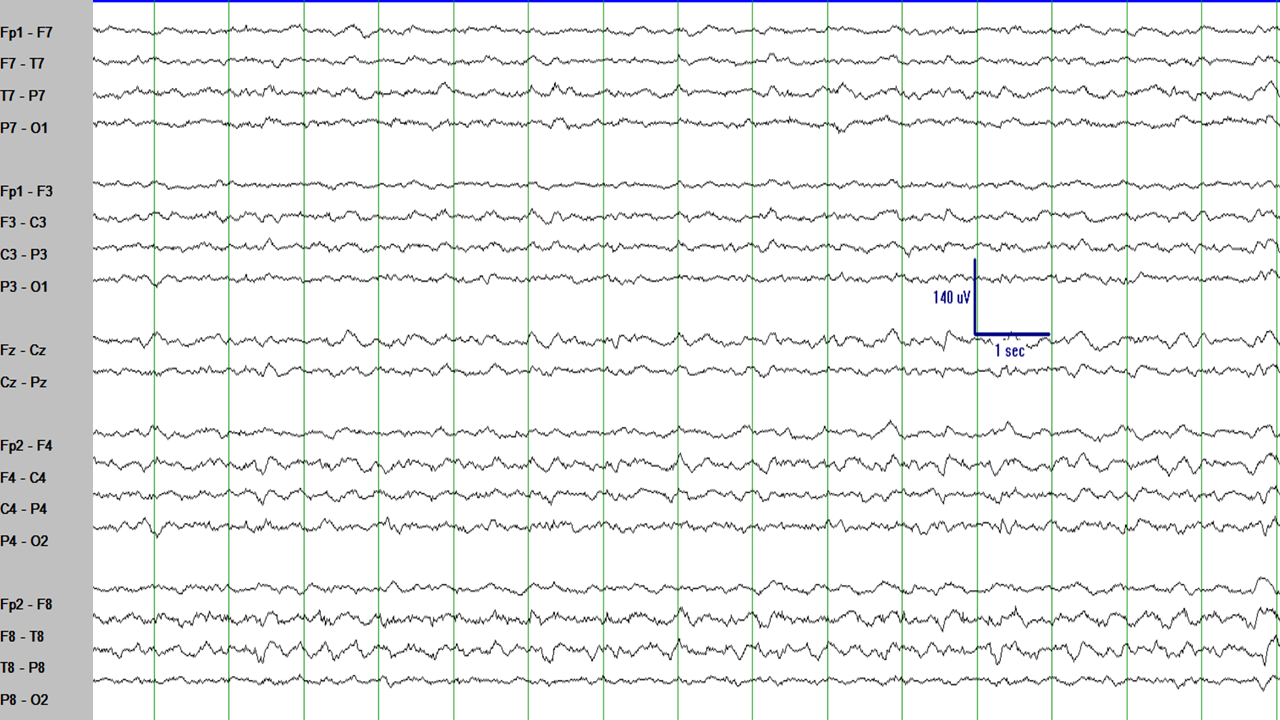 Fp1 - F7
F7 - T7
T7 - P7
P7 - O1
Fp1 - F3
F3 - C3
C3 - P3
P3 - O1
140 uV
1 sec
Fz - Cz
Cz - Pz
Fp2 - F4
F4 - C4
C4 - P4
P4 - O2
Fp2 - F8
F8 - T8
T8 - P8
P8 - O2